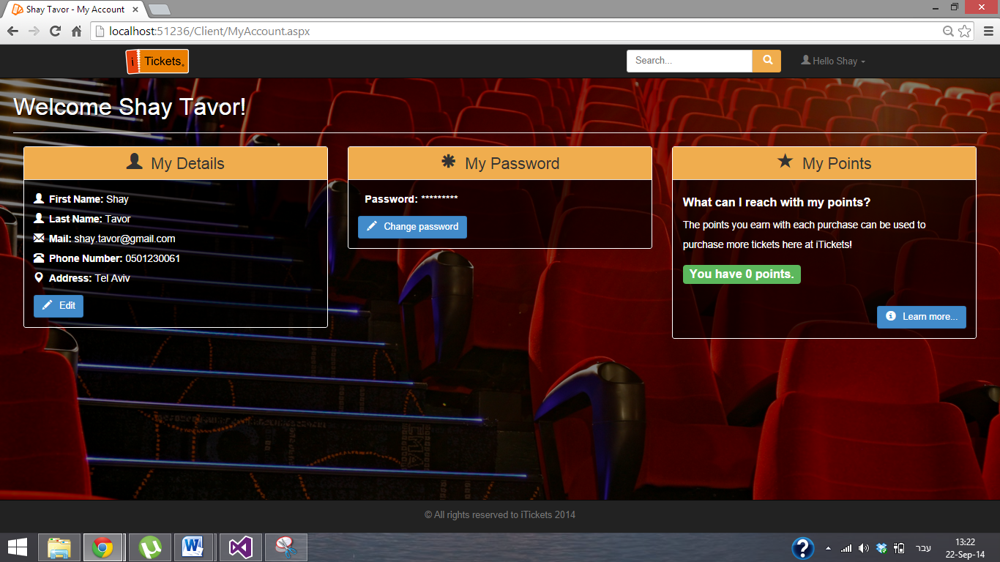 Shay Tavor - My Account
localhost:51236/Client/MyAccount.aspx
i Tickets
Search...
Hello Shay
Welcome Shay Tavor!
My Details
First Name: Shay
Last Name: Tavor
Mail: shay.tavor@gmail.com
Phone Number: 0501230061
Address: Tel Aviv
Edit
My Password
Password: *********
Change password
My Points
What can I reach with my points?
The points you earn with each purchase can be used to
purchase more tickets here at iTickets!
You have 0 points.
Learn more...
© All rights reserved to iTickets 2014
עבר
13:22
22-Sep-14